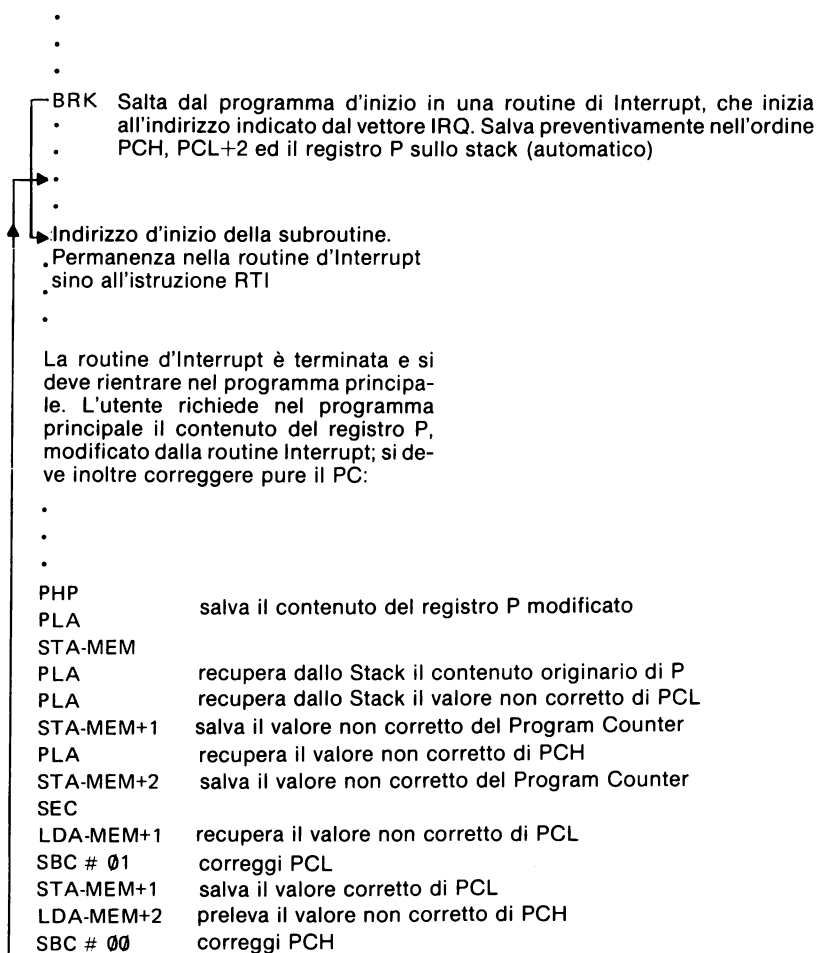 BRK Salta dal programma d'inizio in una routine di Interrupt, che inizia
all'indirizzo indicato dal vettore IRQ. Salva preventivamente nell'ordine
PCH, PCL+2 ed il registro P sullo stack (automatico)
Indirizzo d'inizio della subroutine.
Permanenza nella routine d'Interrupt
sino all'istruzione RTI
La routine d'Interrupt è terminata e si
deve rientrare nel programma principa-
le. L'utente richiede nel programma
principale il contenuto del registro P,
modificato dalla routine Interrupt; si de-
ve inoltre correggere pure il PC:
PHP
salva il contenuto del registro P modificato
PLA
STA-MEM
PLA recupera dallo Stack il contenuto originario di P
PLA recupera dallo Stack il valore non corretto di PCL
STA-MEM+1 salva il valore non corretto del Program Counter
PLA recupera il valore non corretto di PCH
STA-MEM+2 salva il valore non corretto del Program Counter
SEC
LDA-MEM+1 recupera il valore non corretto di PCL
SBC # 01 correggi PCL
STA-MEM+1 salva il valore corretto di PCL
LDA-MEM+2 preleva il valore non corretto di PCH
SBC # 00 correggi PCH